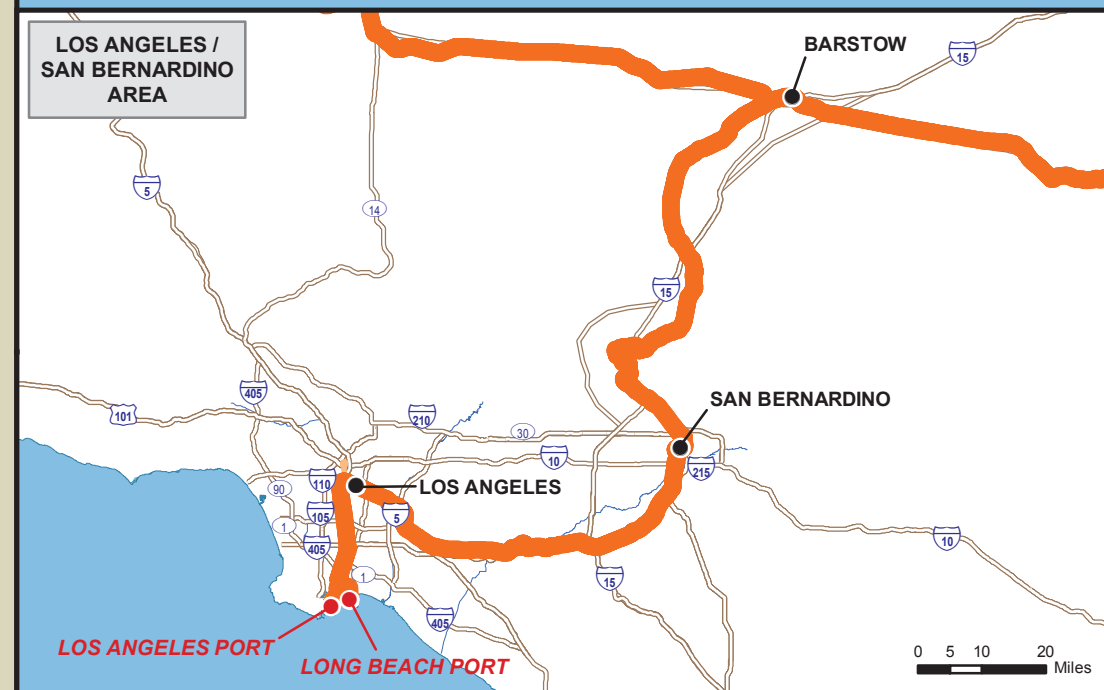 LOS ANGELES /
SAN BERNARDINO
AREA
BARSTOW
15
5
14
15
405
101
210
30
SAN BERNARDINO
10
215
110
90
LOS ANGELES
105
5
1
405
10
1
15
405
LOS ANGELES PORT
LONG BEACH PORT
0 5 10 20
Miles